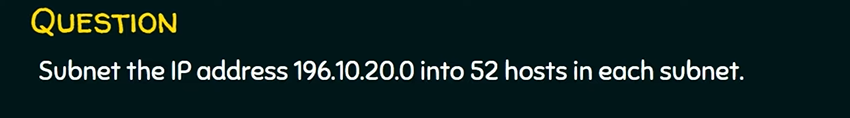 QUESTION
Subnet the IP address 196.10.20.0 into 52 hosts in each subnet.